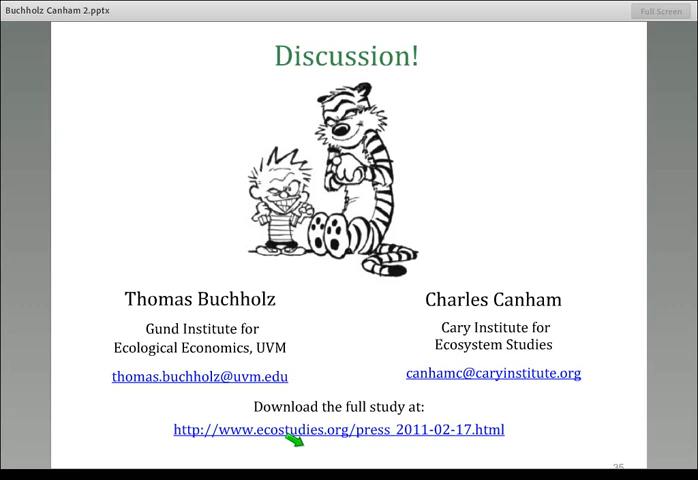 Buchholz Canham 2.pptx
Full Screen
Discussion!
Thomas Buchholz
Charles Canham
Gund Institute for
Ecological Economics, UVM
Cary Institute for
Ecosystem Studies
thomas.buchholz@uvm.edu
canhamc@caryinstitute.org
Download the full study at:
http://www.ecostudies.org/press_2011-02-17.html
35